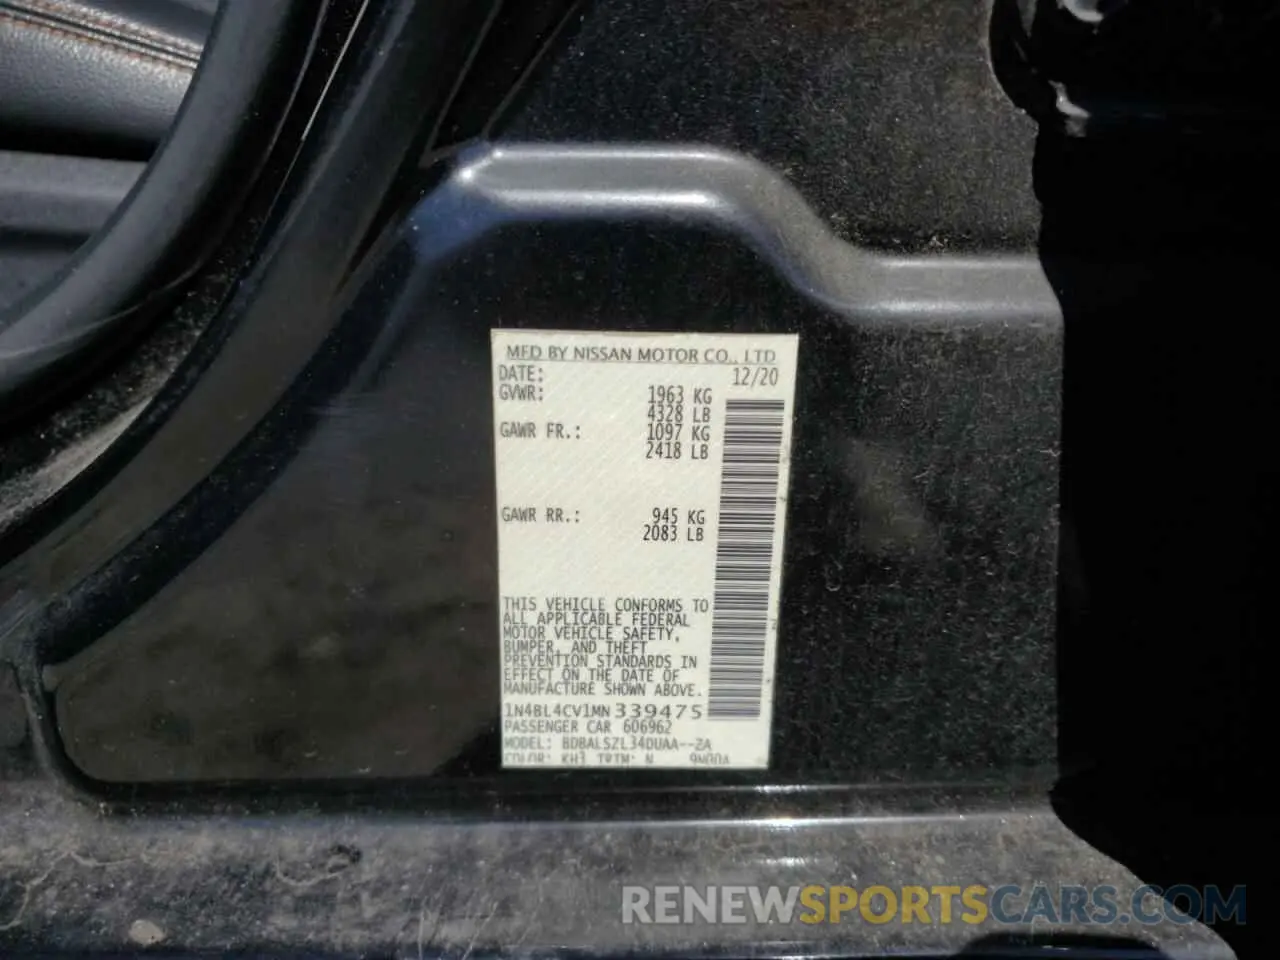 MFD BY NISSAN MOTOR CO., LTD
DATE: 12/20
GVWR: 1963 KG
4328 LB
GAWR FR.: 1097 KG
2418 LB
GAWR RR.: 945 KG
2083 LB
THIS VEHICLE CONFORMS TO
ALL APPLICABLE FEDERAL
MOTOR VEHICLE SAFETY,
BUMPER, AND THEFT
PREVENTION STANDARDS IN
EFFECT ON THE DATE OF
MANUFACTURE SHOWN ABOVE.
1N4BL4CV1MN339475
PASSENGER CAR 606962
MODEL: BDBALSZL34DUAA--ZA
COLOR: KH3 TRIM: N
RENEWSPORTSCARS.COM